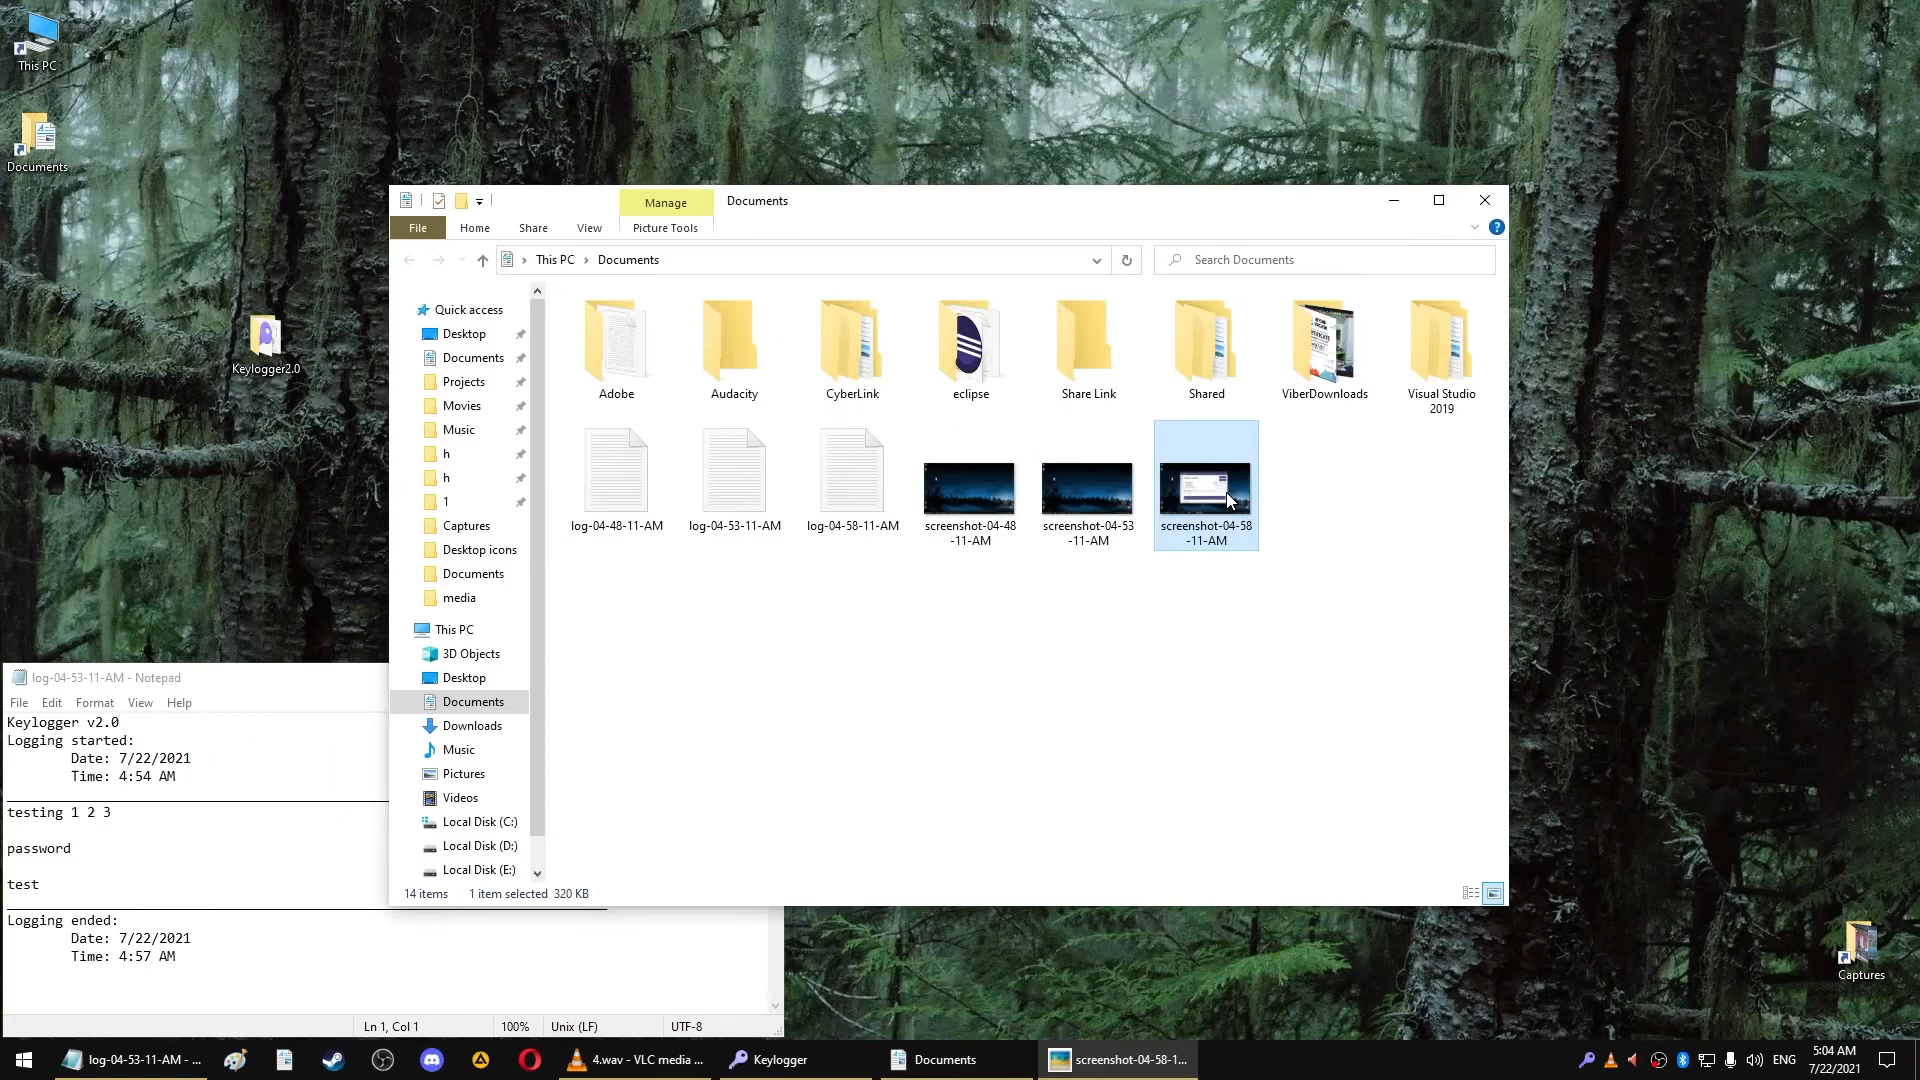 This PC
Documents
Keylogger2.0
Manage
Documents
File
Home
Share
View
Picture Tools
This PC
Documents
Search Documents
Quick access
Desktop
Documents
Projects
Movies
Music
h
h
1
Captures
Desktop icons
Documents
media
This PC
3D Objects
Desktop
Documents
Downloads
Music
Pictures
Videos
Local Disk (C:)
Local Disk (D:)
Local Disk (E:)
Adobe
Audacity
CyberLink
eclipse
Share Link
Shared
ViberDownloads
Visual Studio
2019
log-04-48-11-AM
log-04-53-11-AM
log-04-58-11-AM
screenshot-04-48
-11-AM
screenshot-04-53
-11-AM
screenshot-04-58
-11-AM
14 items
1 item selected 320 KB
log-04-53-11-AM - Notepad
File
Edit
Format
View
Help
Keylogger v2.0
Logging started:
Date: 7/22/2021
Time: 4:54 AM
testing 1 2 3
password
test
Logging ended:
Date: 7/22/2021
Time: 4:57 AM
Ln 1, Col 1
100%
Unix (LF)
UTF-8
Captures
log-04-53-11-AM - ...
4.wav - VLC media ...
Keylogger
Documents
screenshot-04-58-1...
ENG
5:04 AM
7/22/2021